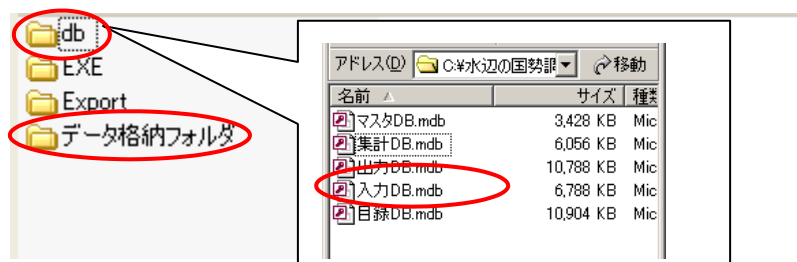 db
EXE
Export
データ格納フォルダ
アドレス(D) C:¥水辺の国勢調 移動
名前 サイズ 種類
マスタDB.mdb 3,428 KB Mic
集計DB.mdb 6,056 KB Mic
出力DB.mdb 10,788 KB Mic
入力DB.mdb 6,788 KB Mic
目録DB.mdb 10,904 KB Mic